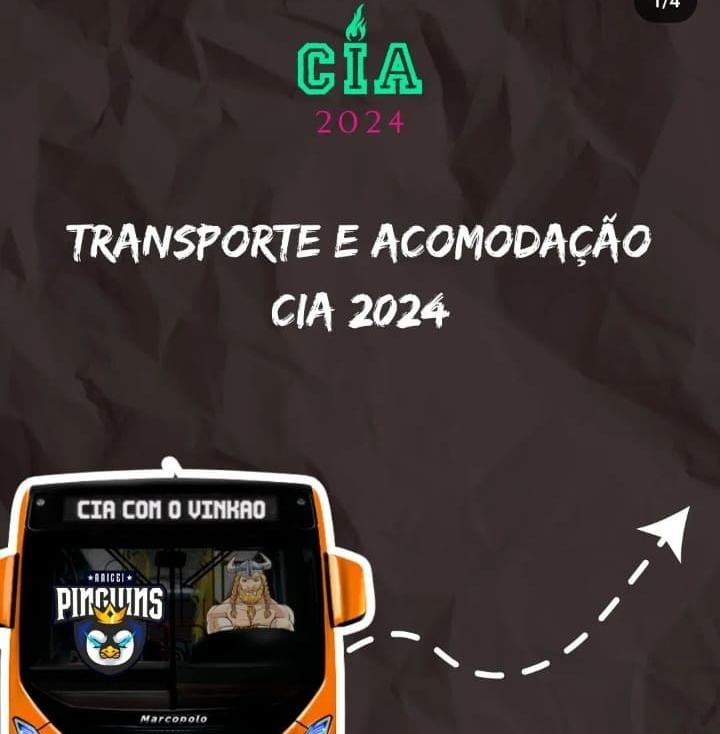 1/4
CIA
2024
TRANSPORTE E ACOMODAÇÃO
CIA 2024
CIA COM O VINKAO
PINGUINS
Marcopolo